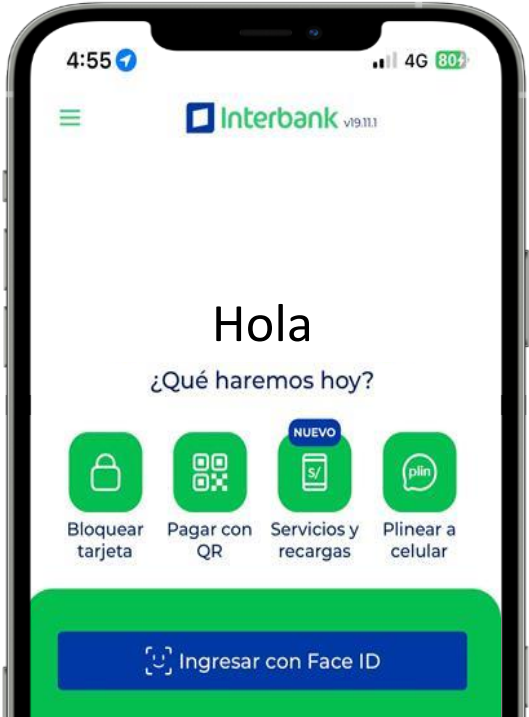 4:55 4G 80
Interbank v19.11.1
Hola
¿Qué haremos hoy?
NUEVO
S/ plin
Bloquear tarjeta
Pagar con QR
Servicios y recargas
Plinear a celular
Ingresar con Face ID